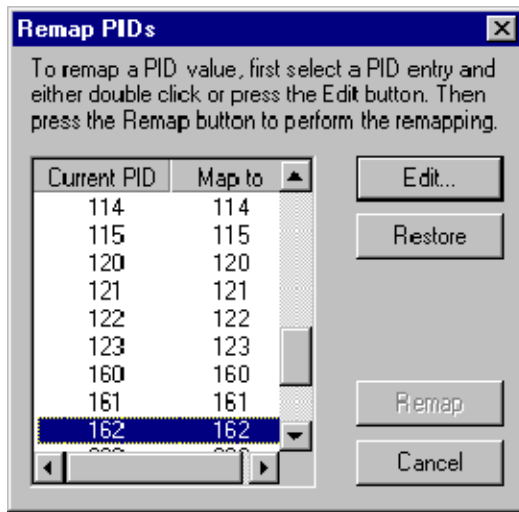 Remap PIDs
To remap a PID value, first select a PID entry and
either double click or press the Edit button. Then
press the Remap button to perform the remapping.
Current PID Map to
114 114
115 115
120 120
121 121
122 122
123 123
160 160
161 161
162 162
Edit...
Restore
Remap
Cancel